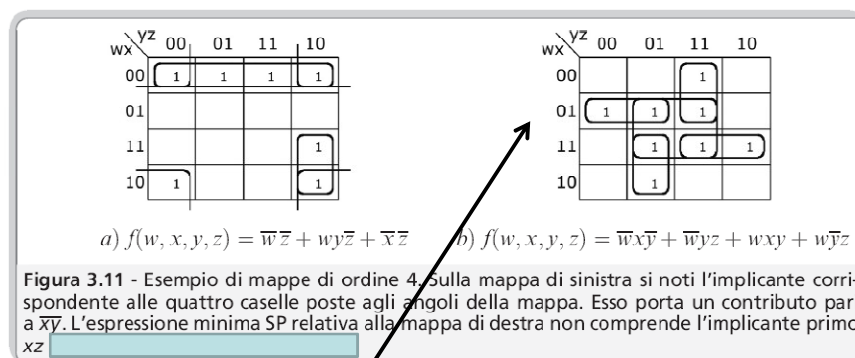 yz 00 01 11 10
wx
00 1 1 1 1
01
11 1
10 1 1
a) f(w, x, y, z) = w̅ z̅ + wyz̅ + x̅ z̅
yz 00 01 11 10
wx
00 1
01 1 1 1
11 1 1 1
10 1
b) f(w, x, y, z) = w̅xy̅ + w̅yz + wxy + wy̅z
Figura 3.11 - Esempio di mappe di ordine 4. Sulla mappa di sinistra si noti l'implicante corri-
spondente alle quattro caselle poste agli angoli della mappa. Esso porta un contributo pari
a x̅y̅. L'espressione minima SP relativa alla mappa di destra non comprende l'implicante primo
xz